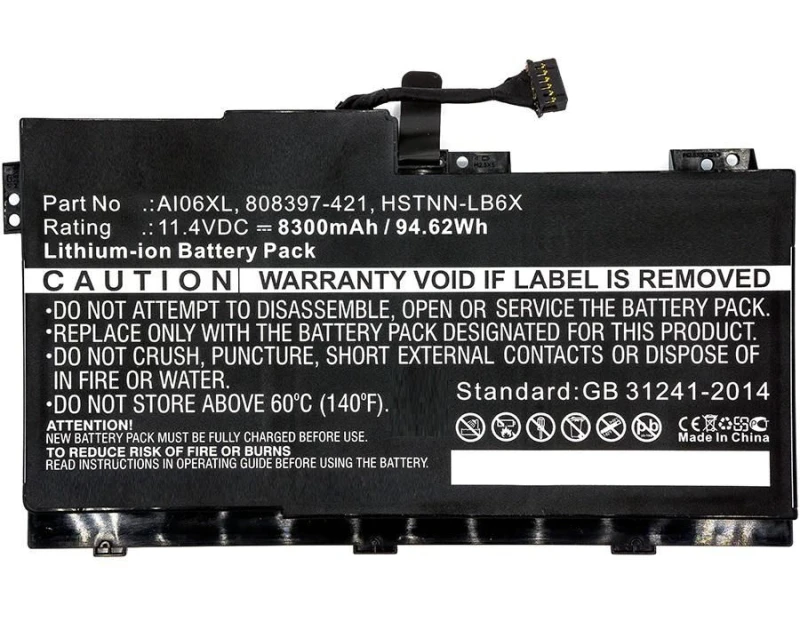 Part No .:AI06XL, 808397-421, HSTNN-LB6X
Rating .:11.4VDC ⎓ 8300mAh / 94.62Wh
Lithium-ion Battery Pack
CAUTION WARRANTY VOID IF LABEL IS REMOVED
•DO NOT ATTEMPT TO DISASSEMBLE, OPEN OR SERVICE THE BATTERY PACK.
•REPLACE ONLY WITH THE BATTERY PACK DESIGNATED FOR THIS PRODUCT.
•DO NOT CRUSH, PUNCTURE, SHORT EXTERNAL CONTACTS OR DISPOSE OF
IN FIRE OR WATER.
•DO NOT STORE ABOVE 60°C (140°F).
Standard:GB 31241-2014
ATTENTION!
NEW BATTERY PACK MUST BE FULLY CHARGED BEFORE USE.
TO REDUCE RISK OF FIRE OR BURNS
READ INSTRUCTIONS IN OPERATING GUIDE BEFORE USING THE BATTERY.
Pb CE
Made In China